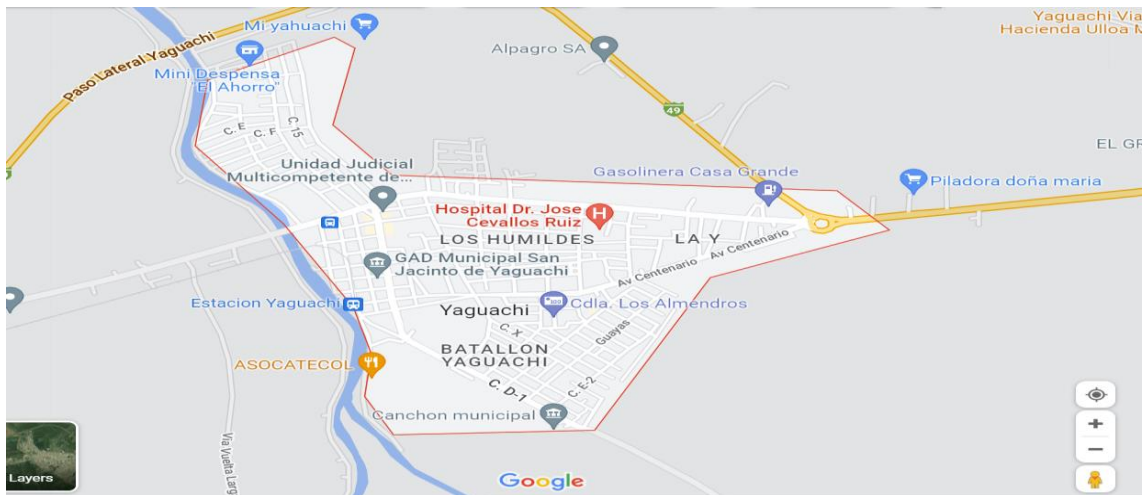 Mi yahuachi
Yaguachi Via
Hacienda Ulloa M
Paso Lateral Yaguachi
Alpagro SA
Mini Despensa
"El Ahorro"
49
C. E
C. F
C. 15
EL GR
Unidad Judicial
Multicompetente de...
Gasolinera Casa Grande
Piladora doña maria
Hospital Dr. Jose
Cevallos Ruiz
H
LOS HUMILDES
LA Y
Av Centenario
Av Centenario
GAD Municipal San
Jacinto de Yaguachi
Estacion Yaguachi
Yaguachi
Cdla. Los Almendros
C. X
Guayas
BATALLON
YAGUACHI
ASOCATECOL
C. D-1
C. E-2
Canchon municipal
Via Vuelta Larg
Layers
Google